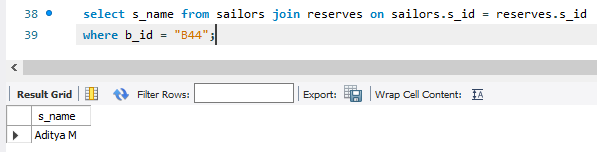 38 select s_name from sailors join reserves on sailors.s_id = reserves.s_id
39 where b_id = "B44";
Result Grid Filter Rows: Export: Wrap Cell Content: IA
s_name
Aditya M